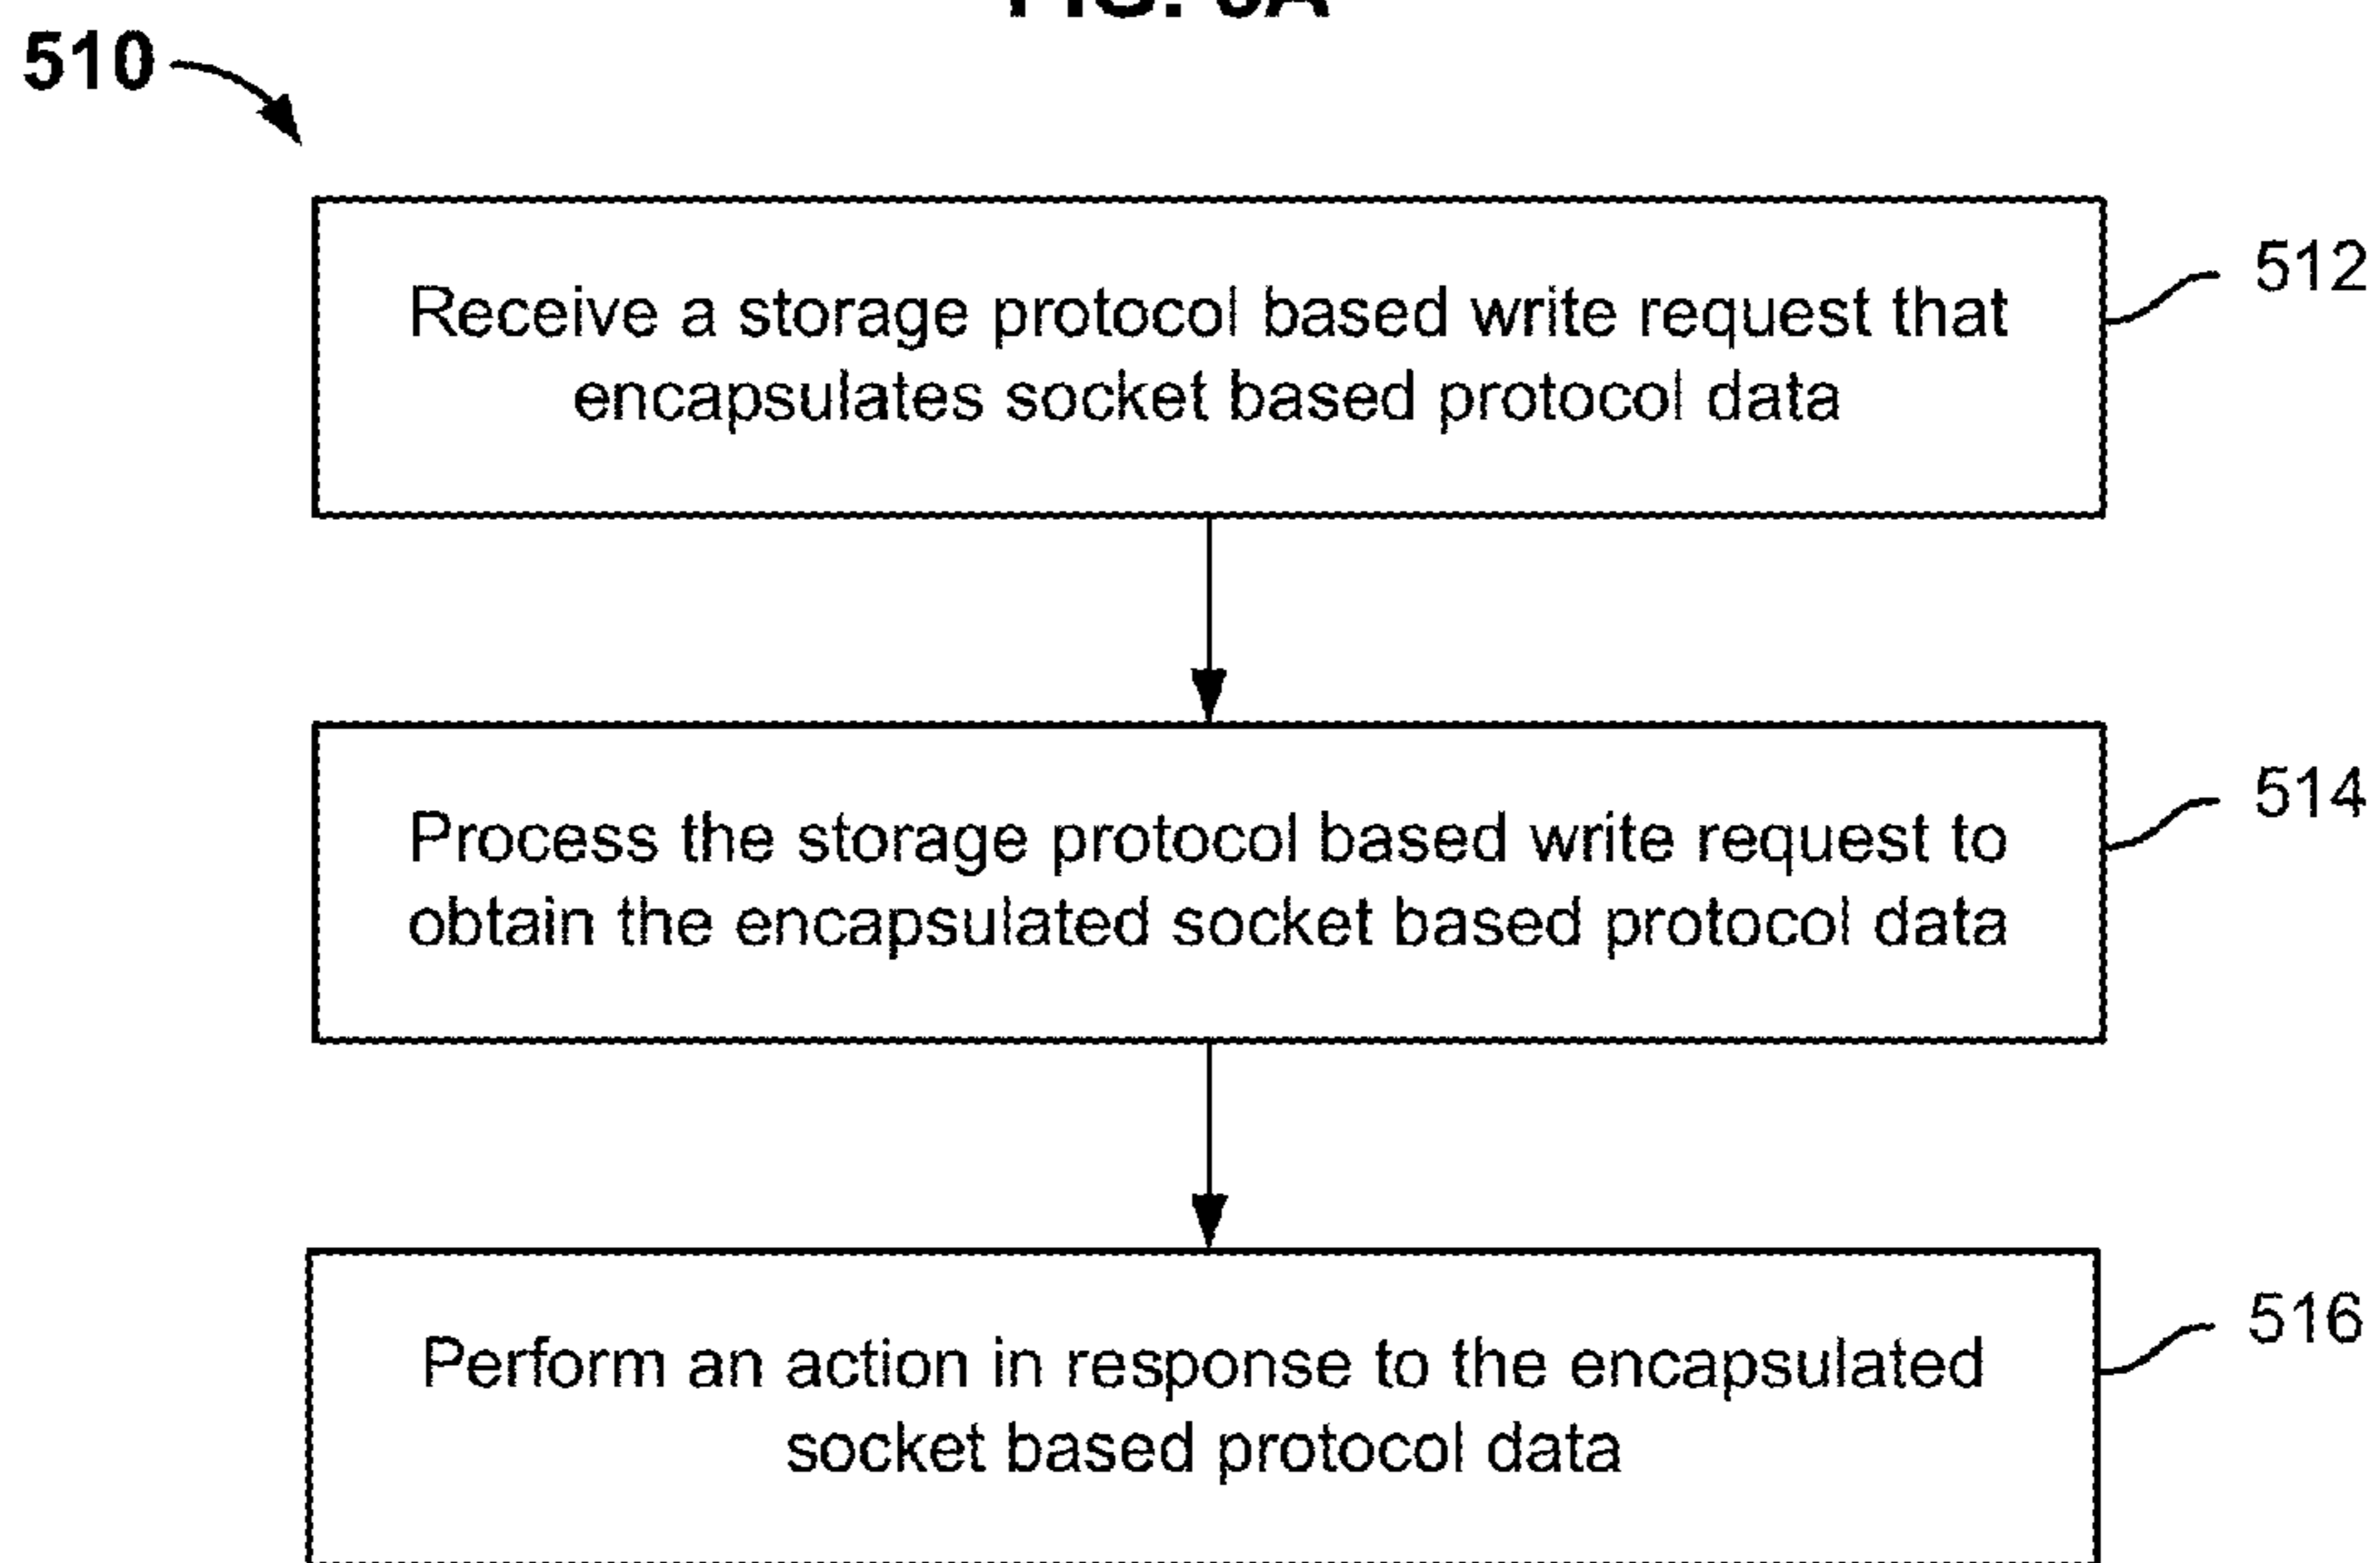 510
Receive a storage protocol based write request that
encapsulates socket based protocol data
512
Process the storage protocol based write request to
obtain the encapsulated socket based protocol data
514
Perform an action in response to the encapsulated
socket based protocol data
516